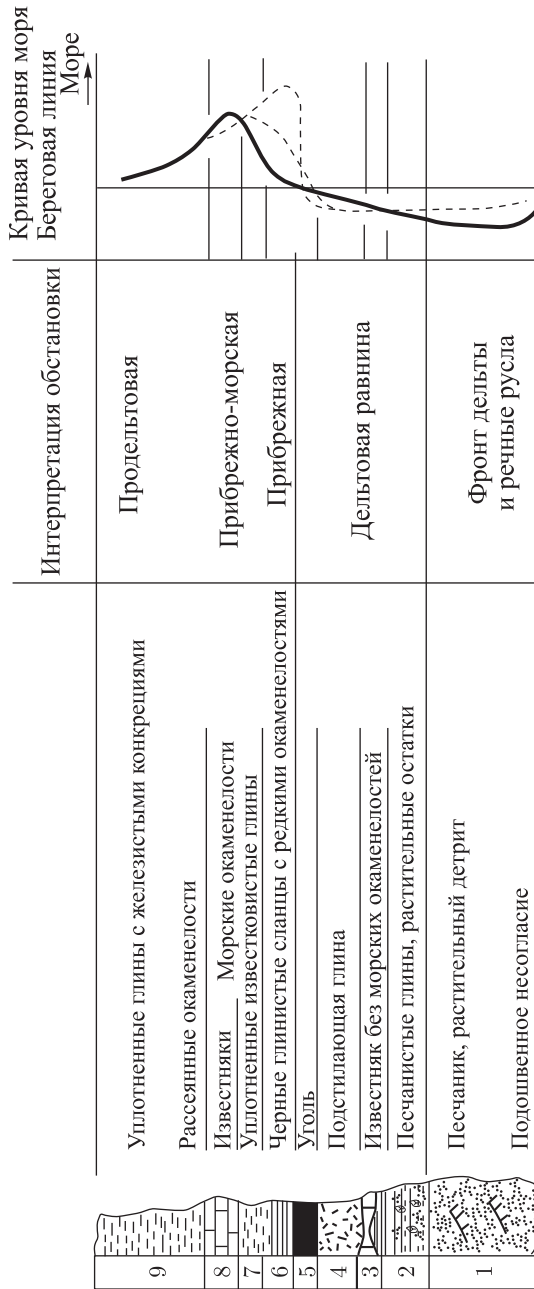 Кривая уровня моря
Береговая линия
Море
Интерпретация обстановки
Продельтовая
Прибрежно-морская
Прибрежная
Дельтовая равнина
Фронт дельты
и речные русла
Уплотненные глины с железистыми конкрециями
Рассеянные окаменелости
Известняки
Морские окаменелости
Уплотненные известковистые глины
Черные глинистые сланцы с редкими окаменелостями
Уголь
Подстилающая глина
Известняк без морских окаменелостей
Песчанистые глины, растительные остатки
Песчаник, растительный детрит
Подошвенное несогласие
9
8
7
6
5
4
3
2
1